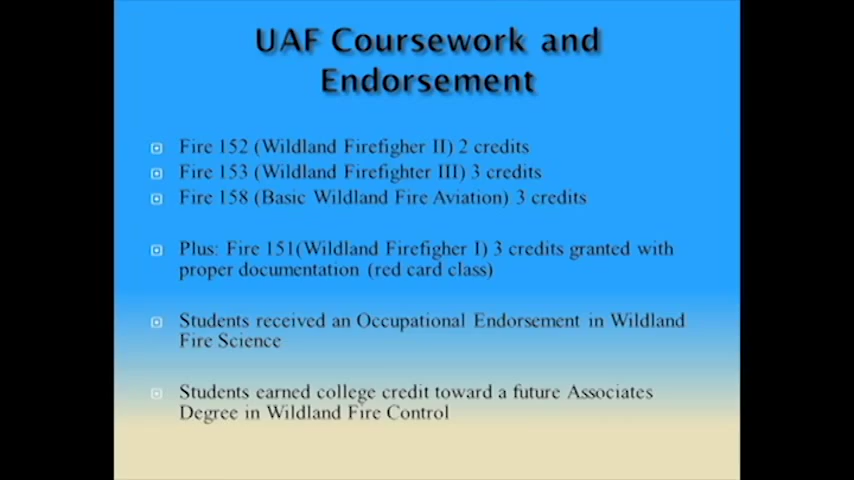 UAF Coursework and
Endorsement
Fire 152 (Wildland Firefigher II) 2 credits
Fire 153 (Wildland Firefighter III) 3 credits
Fire 158 (Basic Wildland Fire Aviation) 3 credits
Plus: Fire 151(Wildland Firefigher I) 3 credits granted with
proper documentation (red card class)
Students received an Occupational Endorsement in Wildland
Fire Science
Students earned college credit toward a future Associates
Degree in Wildland Fire Control